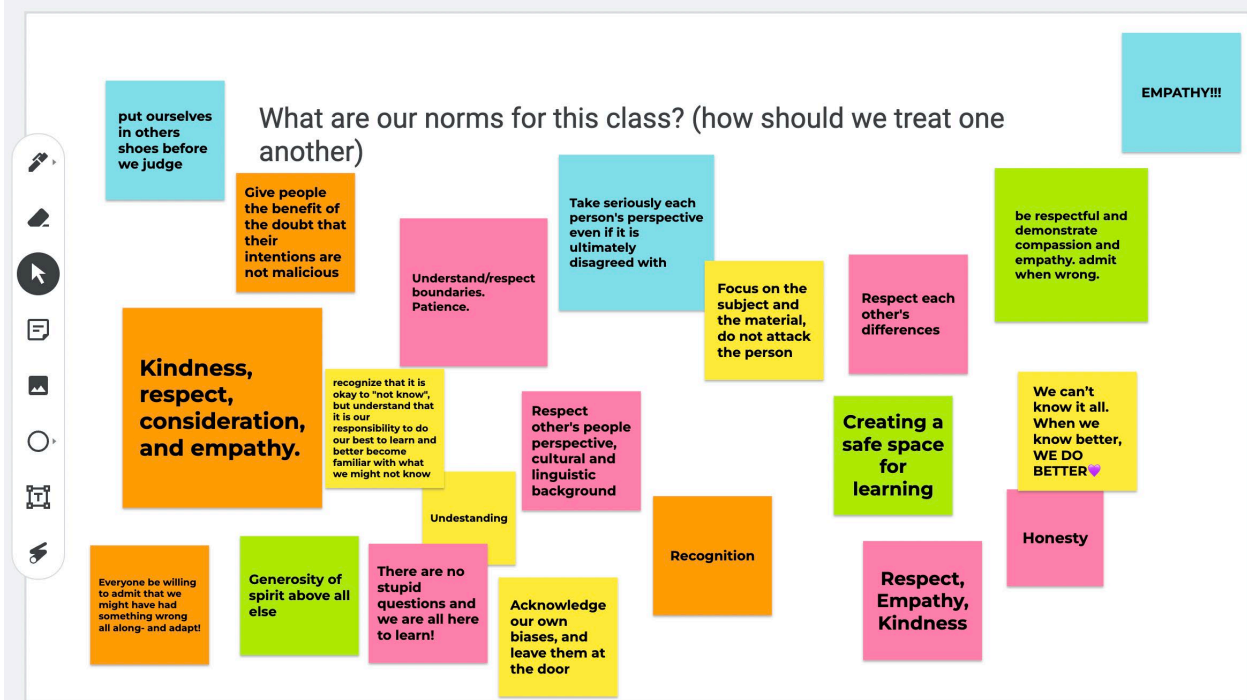 What are our norms for this class? (how should we treat one
another)
EMPATHY!!!
put ourselves
in others
shoes before
we judge
Give people
the benefit of
the doubt that
their
intentions are
not malicious
Understand/respect
boundaries.
Patience.
Take seriously each
person's perspective
even if it is
ultimately
disagreed with
Focus on the
subject and
the material,
do not attack
the person
Respect each
other's
differences
be respectful and
demonstrate
compassion and
empathy. admit
when wrong.
Kindness,
respect,
consideration,
and empathy.
recognize that it is
okay to "not know",
but understand that
it is our
responsibility to do
our best to learn and
better become
familiar with what
we might not know
Respect
other's people
perspective,
cultural and
linguistic
background
Creating a
safe space
for
learning
We can't
know it all.
When we
know better,
WE DO
BETTER💜
Undestanding
Recognition
Honesty
Everyone be willing
to admit that we
might have had
something wrong
all along- and adapt!
Generosity of
spirit above all
else
There are no
stupid
questions and
we are all here
to learn!
Acknowledge
our own
biases, and
leave them at
the door
Respect,
Empathy,
Kindness